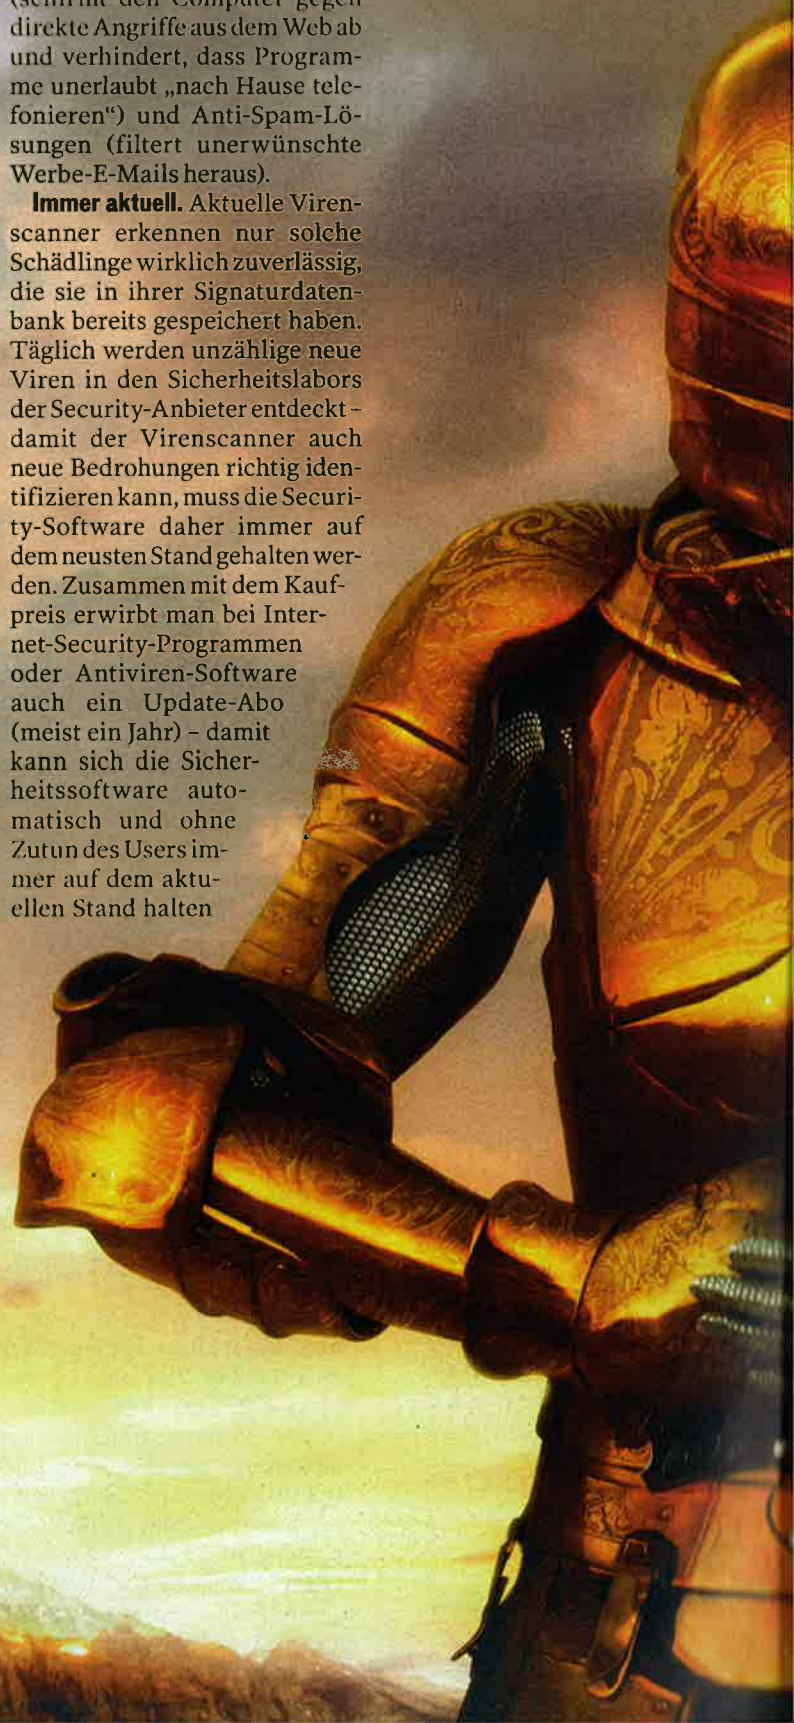 (schirmt den Computer gegen
direkte Angriffe aus dem Web ab
und verhindert, dass Program-
me unerlaubt „nach Hause tele-
fonieren“) und Anti-Spam-Lö-
sungen (filtert unerwünschte
Werbe-E-Mails heraus).
Immer aktuell. Aktuelle Viren-
scanner erkennen nur solche
Schädlinge wirklich zuverlässig,
die sie in ihrer Signaturdaten-
bank bereits gespeichert haben.
Täglich werden unzählige neue
Viren in den Sicherheitslabors
der Security-Anbieter entdeckt –
damit der Virenscanner auch
neue Bedrohungen richtig iden-
tifizieren kann, muss die Securi-
ty-Software daher immer auf
dem neusten Stand gehalten wer-
den. Zusammen mit dem Kauf-
preis erwirbt man bei Inter-
net-Security-Programmen
oder Antiviren-Software
auch ein Update-Abo
(meist ein Jahr) – damit
kann sich die Sicher-
heitssoftware auto-
matisch und ohne
Zutun des Users im-
mer auf dem aktu-
ellen Stand halten